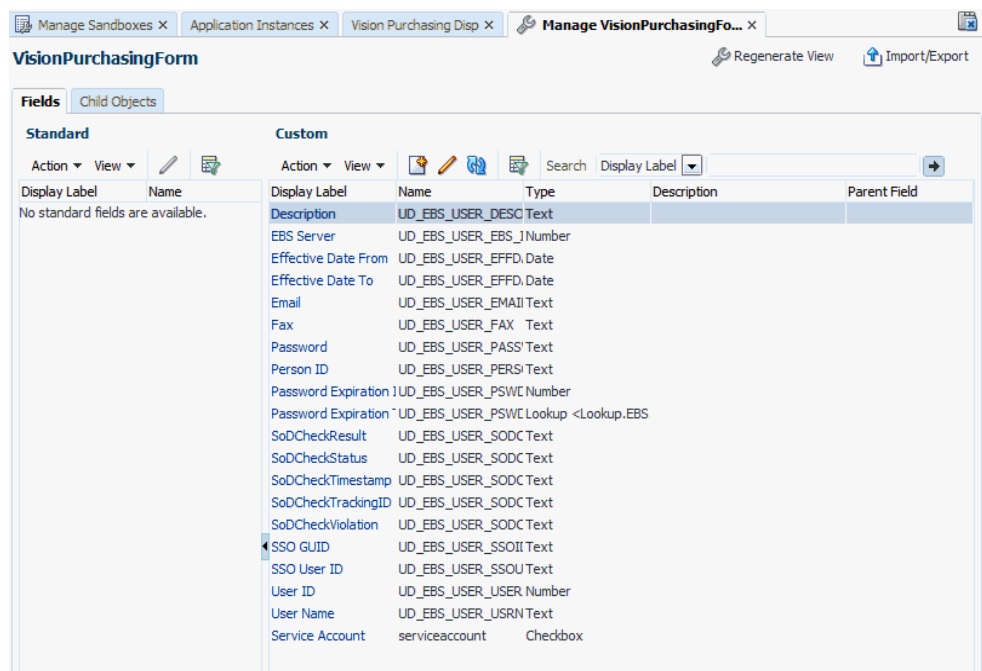 Manage Sandboxes × Application Instances × Vision Purchasing Disp × Manage VisionPurchasingFo... ×
VisionPurchasingForm Regenerate View Import/Export
Fields Child Objects
Standard Custom
Action View Action View Search Display Label
Display Label Name Display Label Name Type Description Parent Field
No standard fields are available. Description UD_EBS_USER_DESC Text
EBS Server UD_EBS_USER_EBS_I Number
Effective Date From UD_EBS_USER_EFFD Date
Effective Date To UD_EBS_USER_EFFD Date
Email UD_EBS_USER_EMAI Text
Fax UD_EBS_USER_FAX Text
Password UD_EBS_USER_PASS Text
Person ID UD_EBS_USER_PERS Text
Password Expiration UD_EBS_USER_PSWD Number
Password Expiration UD_EBS_USER_PSWD Lookup <Lookup.EBS
SoDCheckResult UD_EBS_USER_SODC Text
SoDCheckStatus UD_EBS_USER_SODC Text
SoDCheckTimestamp UD_EBS_USER_SODC Text
SoDCheckTrackingID UD_EBS_USER_SODC Text
SoDCheckViolation UD_EBS_USER_SODC Text
SSO GUID UD_EBS_USER_SSOI Text
SSO User ID UD_EBS_USER_SSOU Text
User ID UD_EBS_USER_USER Number
User Name UD_EBS_USER_USRN Text
Service Account serviceaccount Checkbox